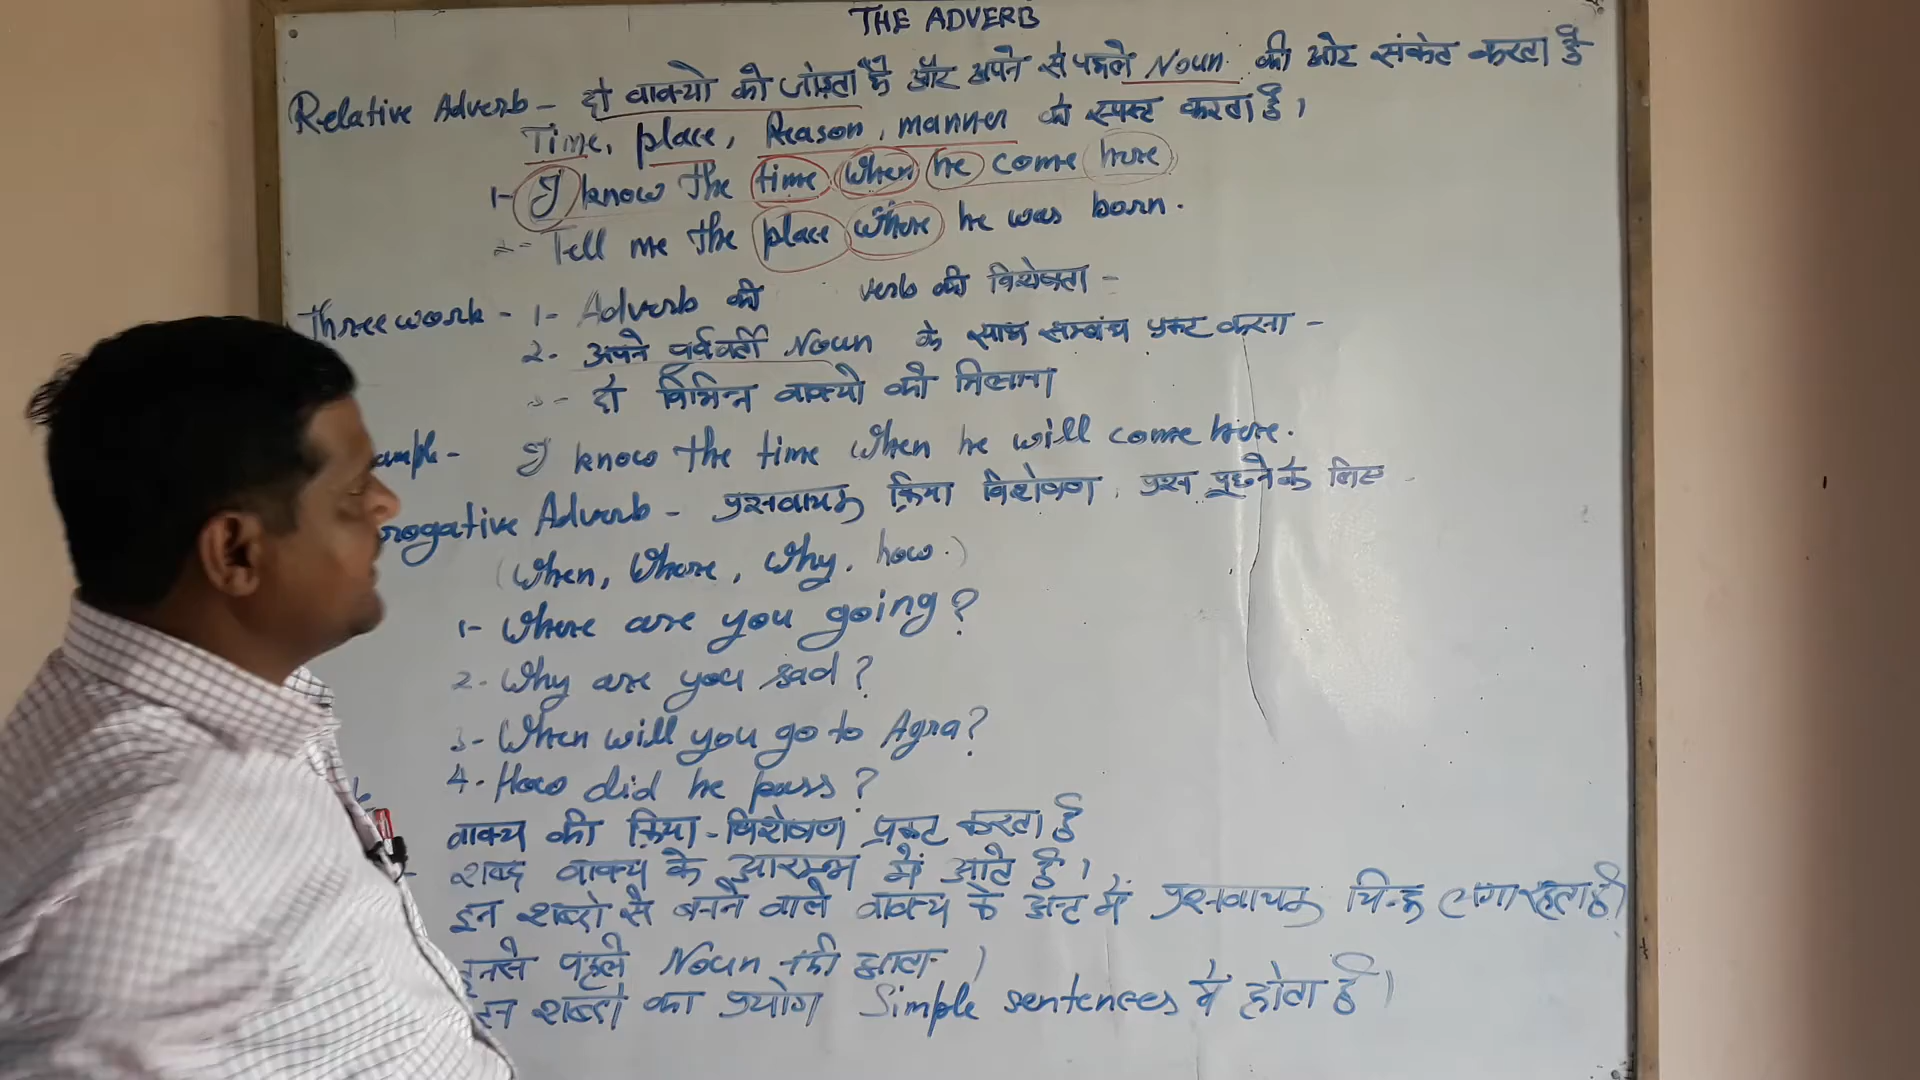 THE ADVERB
Relative Adverb - दो वाक्यो को जोड़ता है और अपने से पहले Noun की ओर संकेत करता है
Time, place, Reason, manner को स्पष्ट करता है।
1- I know the time when he come here
2- Tell me the place where he was born.
Three work - 1- Adverb की verb की विशेषता -
2. अपने पूर्ववर्ती Noun के साथ सम्बंध प्रकट करना -
3- दो विभिन्न वाक्यो को मिलाना
ample - I know the time when he will come here.
rogative Adverb - प्रश्नवाचक क्रिया विशेषण, प्रश्न पूछने के लिए
(When, Where, Why, how.)
1- Where are you going?
2- Why are you sad?
3- When will you go to Agra?
4. How did he pass?
वाक्य की क्रिया-विशेषण प्रकट करता है
शब्द वाक्य के आरम्भ में आते है।
इन शब्दो से बनने वाले वाक्य के अंत में प्रश्नवाचक चिन्ह लगा रहता है।
इनसे पहले Noun नही आता।
इन शब्दों का प्रयोग Simple sentences में होता है।